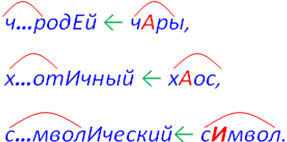 ч...родЕй ← чАры,
х...отИчный ← хАос,
с...мволИческий← сИмвол.